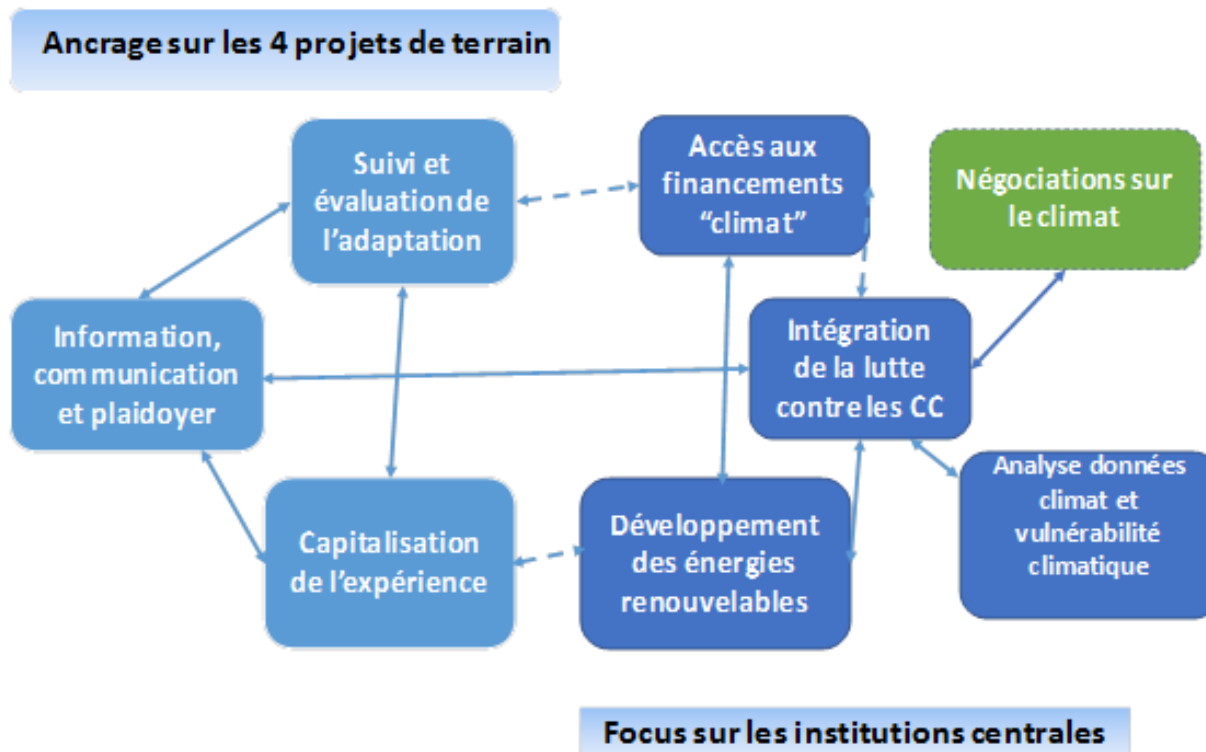 Ancrage sur les 4 projets de terrain
Suivi et
évaluation de
l'adaptation
Accès aux
financements
“climat”
Négociations sur
le climat
Information,
communication
et plaidoyer
Intégration
de la lutte
contre les CC
Capitalisation
de l'expérience
Développement
des énergies
renouvelables
Analyse données
climat et
vulnérabilité
climatique
Focus sur les institutions centrales